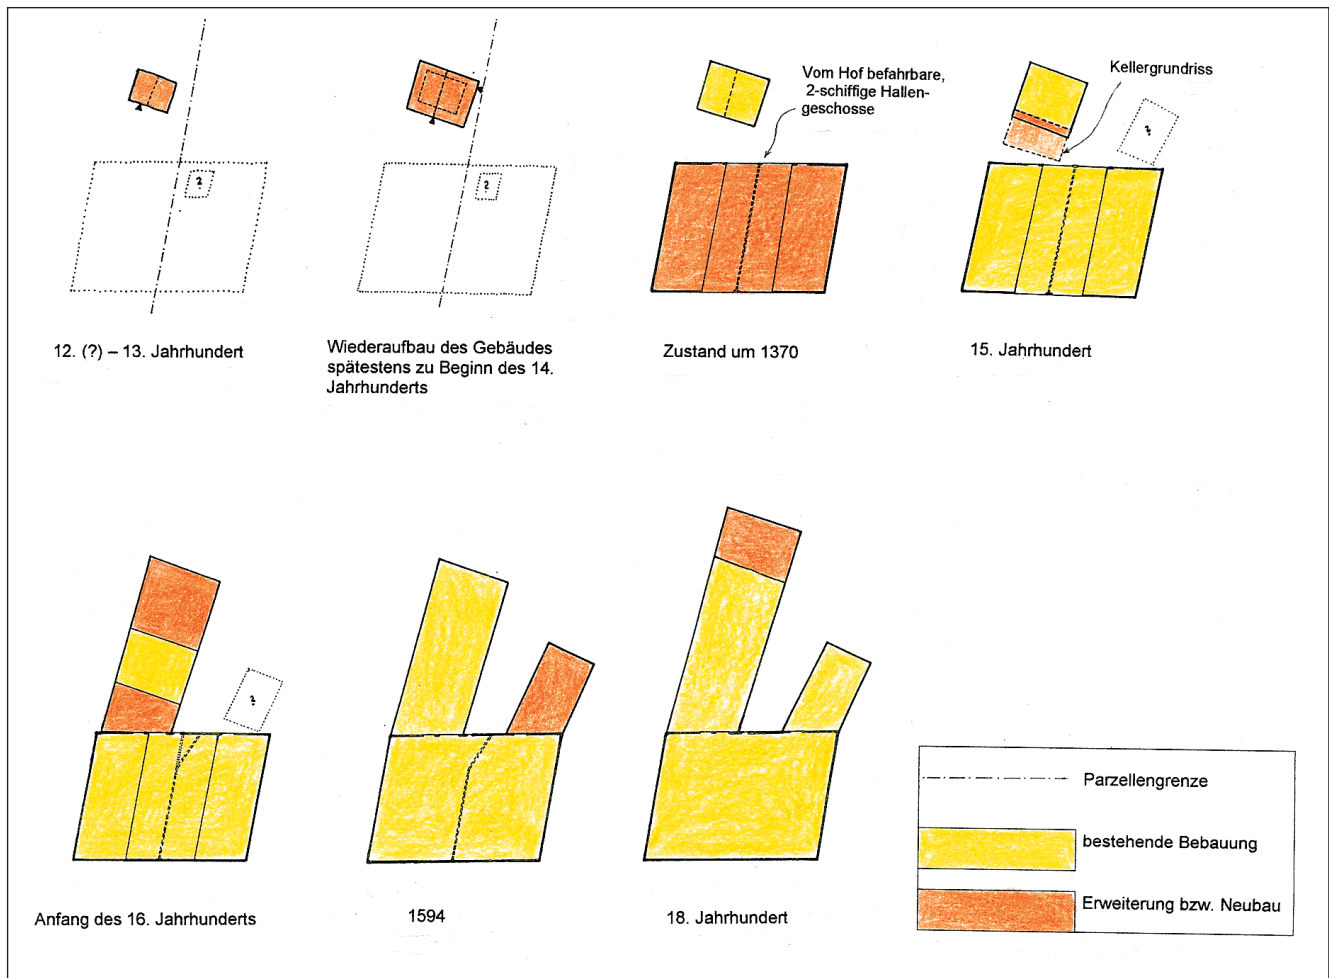 Vom Hof befahrbare,
2-schiffige Hallen-
geschosse
Kellergrundriss
?
?
?
12. (?) – 13. Jahrhundert
Wiederaufbau des Gebäudes
spätestens zu Beginn des 14.
Jahrhunderts
Zustand um 1370
15. Jahrhundert
?
Anfang des 16. Jahrhunderts
1594
18. Jahrhundert
Parzellengrenze
bestehende Bebauung
Erweiterung bzw. Neubau